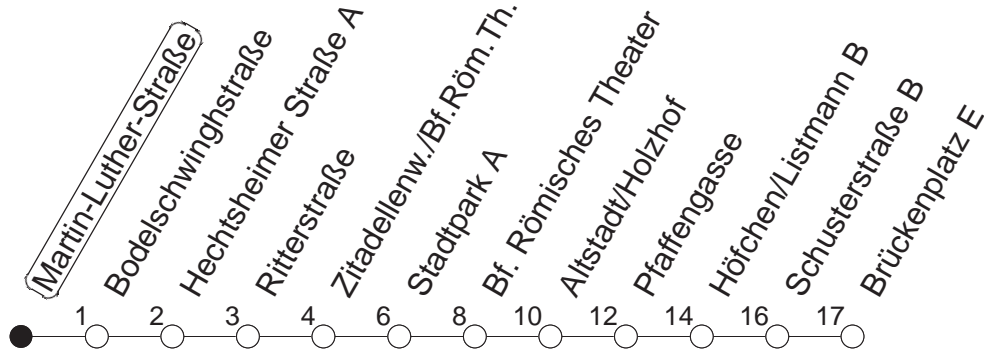 Martin-Luther-Straße
Bodelschwinghstraße
Hechtsheimer Straße A
Ritterstraße
Zitadellenw./Bf.Röm.Th.
Stadtpark A
Bf. Römisches Theater
Altstadt/Holzhof
Pfaffengasse
Höfchen/Listmann B
Schusterstraße B
Brückenplatz E
1 2 3 4 6 8 10 12 14 16 17